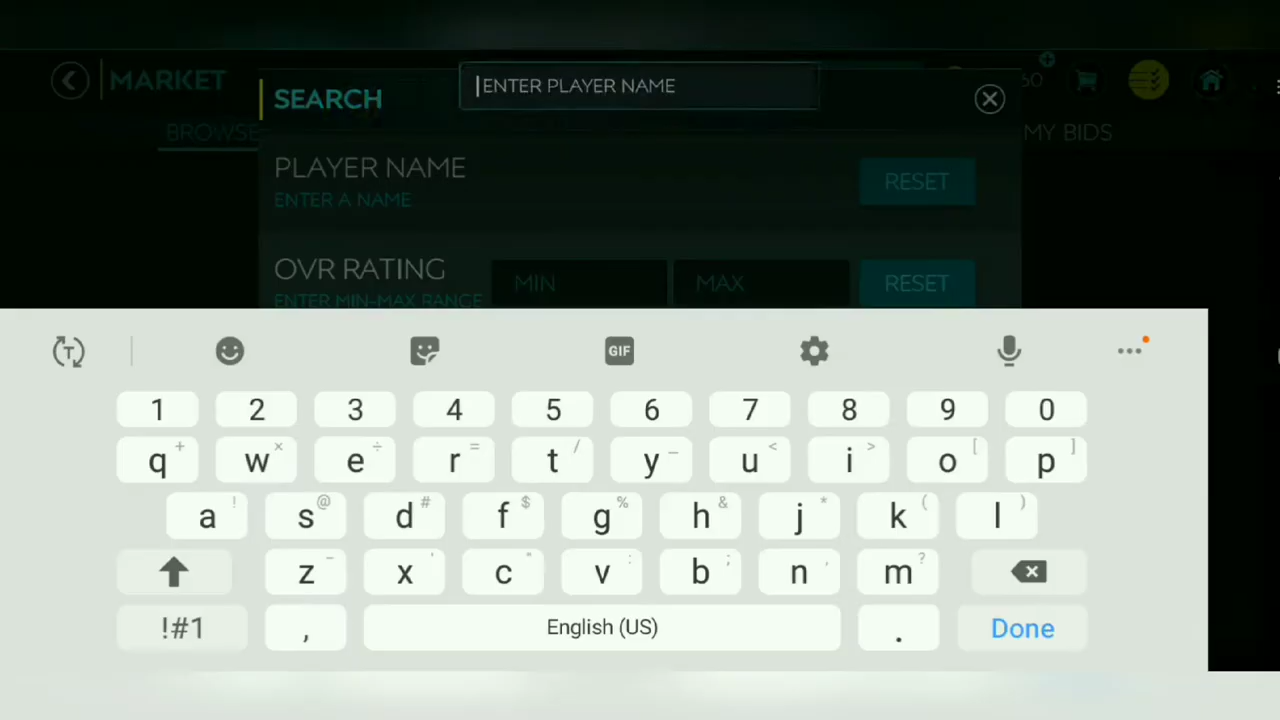 MARKET
SEARCH
ENTER PLAYER NAME
BROWSE
MY BIDS
PLAYER NAME
RESET
ENTER A NAME
OVR RATING
MIN
MAX
RESET
ENTER MIN-MAX RANGE
T
GIF
1 2 3 4 5 6 7 8 9 0
q + w × e ÷ r = t / y _ u < i > o [ p ]
a ! s @ d # f $ g % h & j * k ( l )
z - x ' c " v : b ; n , m ?
!#1 , English (US) . Done